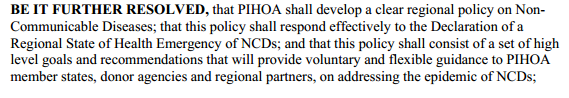 BE IT FURTHER RESOLVED, that PIHOA shall develop a clear regional policy on Non-
Communicable Diseases; that this policy shall respond effectively to the Declaration of a
Regional State of Health Emergency of NCDs; and that this policy shall consist of a set of high
level goals and recommendations that will provide voluntary and flexible guidance to PIHOA
member states, donor agencies and regional partners, on addressing the epidemic of NCDs;